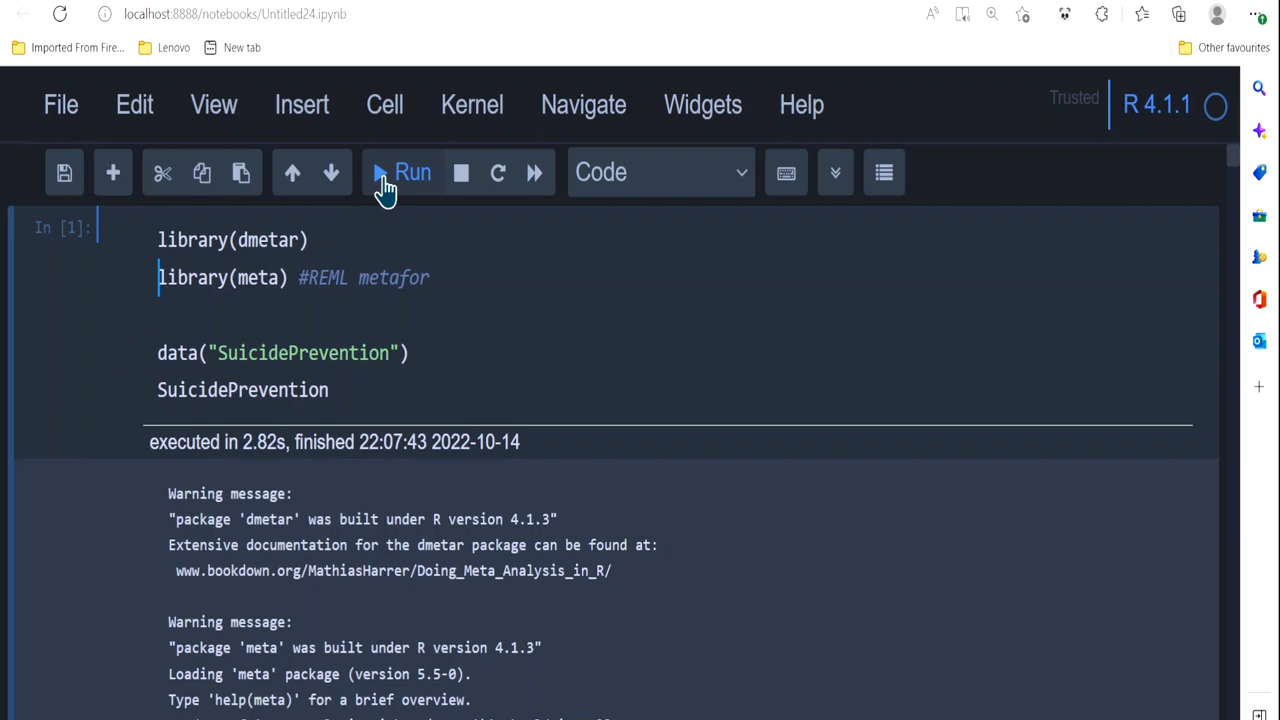 localhost:8888/notebooks/Untitled24.ipynb
Imported From Fire... Lenovo New tab Other favourites
File Edit View Insert Cell Kernel Navigate Widgets Help Trusted R 4.1.1
Run Code
In [1]:
library(dmetar)
library(meta) #REML metafor
data("SuicidePrevention")
SuicidePrevention
executed in 2.82s, finished 22:07:43 2022-10-14
Warning message:
"package 'dmetar' was built under R version 4.1.3"
Extensive documentation for the dmetar package can be found at:
www.bookdown.org/MathiasHarrer/Doing_Meta_Analysis_in_R/
Warning message:
"package 'meta' was built under R version 4.1.3"
Loading 'meta' package (version 5.5-0).
Type 'help(meta)' for a brief overview.